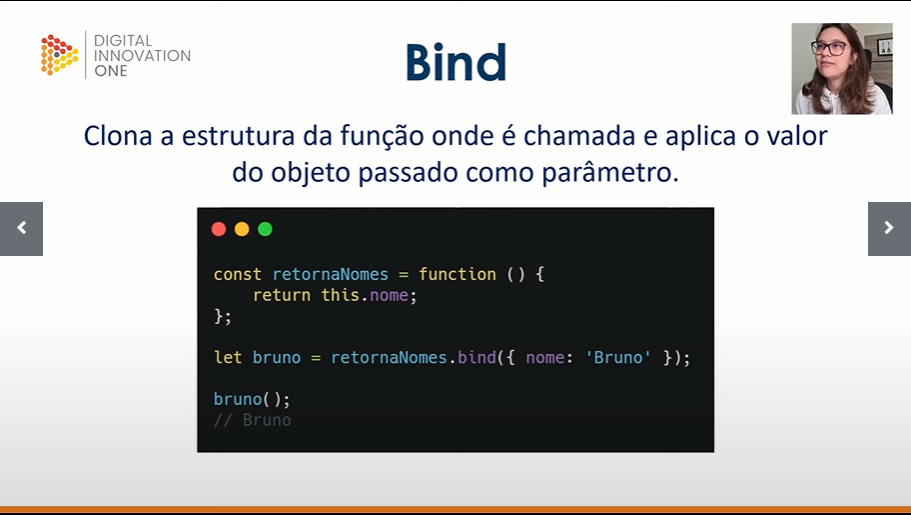 DIGITAL
INNOVATION
ONE
Bind
Clona a estrutura da função onde é chamada e aplica o valor
do objeto passado como parâmetro.
const retornaNomes = function () {
    return this.nome;
};
let bruno = retornaNomes.bind({ nome: 'Bruno' });
bruno();
// Bruno